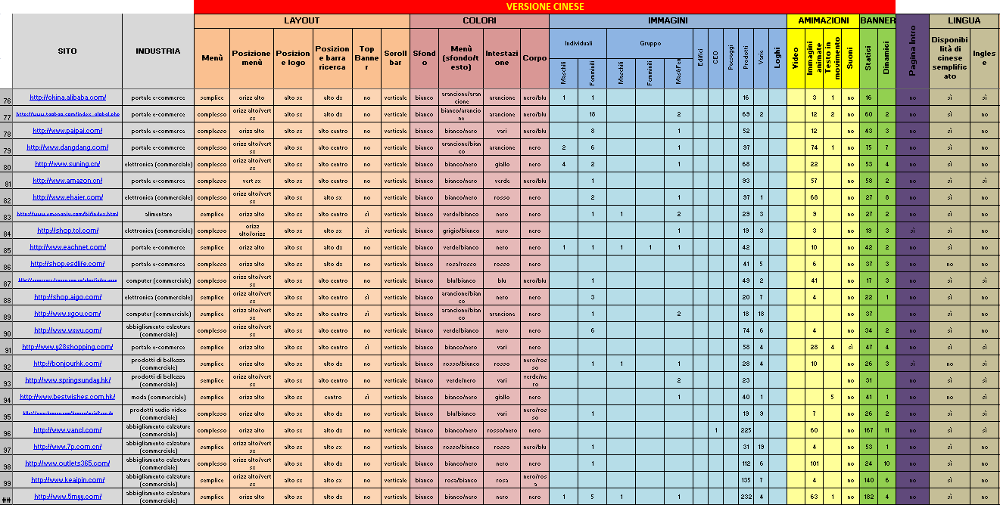 VERSIONE CINESE
SITO INDUSTRIA LAYOUT COLORI IMMAGINI AMIMAZIONI BANNER Pagina Intro LINGUA
Menù Posizione menù Posizion e logo Posizion e barra ricerca Top Banne r Scroll bar Sfond o Menù (sfondo/t esto) Intestazi one Corpo Individuali Gruppo Edifici CEO Paesaggi Prodotti Varie Loghi Video Immagini animate Testo in movimento Suoni Statici Dinamici Disponibi lità di cinese semplific ato Ingles e
Maschili Femminili Maschili Femminili Mas&Fem
76 http://china.alibaba.com/ portale e-commerce semplice orizz alto alto sx alto dx no verticale bianco arancione/aran cione arancione nero/blu 1 1 16 3 1 no 16 no sì sì
77 http://www.taobao.com/index_global.php portale e-commerce complesso orizz alto/vert sx alto sx alto dx no verticale bianco bianco/arancio ne arancione nero/blu 18 2 69 2 12 2 no 60 2 no sì no
78 http://www.paipai.com/ portale e-commerce complesso orizz alto/vert sx alto sx alto dx no verticale bianco bianco/nero vari nero/blu 8 1 52 12 no 43 3 no sì no
79 http://www.dangdang.com/ portale e-commerce complesso orizz alto/vert sx alto sx alto centro no verticale bianco arancione/bian co nero nero 2 6 1 97 74 1 no 75 7 no sì no
80 http://www.suning.cn/ elettronica (commerciale) complesso orizz alto/vert sx alto sx alto centro no verticale bianco bianco/nero giallo nero 4 2 1 68 22 no 53 4 no sì no
81 http://www.amazon.cn/ portale e-commerce complesso vert sx alto sx alto centro no verticale bianco bianco/nero verde nero/blu 1 93 57 no 58 2 no sì sì
82 http://www.ehaier.com/ elettronica (commerciale) complesso orizz alto/vert sx alto sx alto centro no verticale bianco bianco/nero rosso nero 2 1 97 1 68 no 27 8 no sì no
83 alimentare semplice orizz alto alto sx alto centro sì verticale bianco verde/bianco nero nero 1 1 2 29 3 9 no 27 2 no sì no
84 http://shop.tcl.com/ elettronica (commerciale) complesso orizz alto/orizz alto sx alto centro sì verticale bianco grigio/bianco nero nero 1 19 3 3 no 19 3 sì sì no
85 http://www.eachnet.com/ portale e-commerce semplice orizz alto alto sx alto dx no verticale bianco verde/bianco nero nero 1 1 1 1 1 42 10 no 42 2 no sì no
86 http://shop.esdlife.com/ portale e-commerce complesso orizz alto alto sx alto dx no verticale bianco rosa/rosso rosso nero 41 5 6 no 37 3 no no no
87 computer (commerciale) complesso orizz alto/vert sx alto sx alto centro no verticale bianco blu/bianco blu nero/blu 1 49 2 41 no 17 3 no sì sì
88 http://shop.aigo.com/ elettronica (commerciale) complesso orizz alto/vert sx alto sx alto dx sì verticale bianco arancione/bian co nero nero 3 20 7 4 no 22 1 no sì no
89 http://www.xgou.com/ computer (commerciale) complesso orizz alto/vert sx alto sx alto centro sì verticale bianco arancione/bian co arancione nero 1 2 18 18 no 37 no sì no
90 http://www.wxwu.com/ abbigliamento calzature (commerciale) complesso orizz alto/vert sx alto sx alto centro no verticale bianco verde/bianco nero nero 6 74 6 4 no 34 2 no sì no
91 http://www.y28shopping.com/ portale e-commerce semplice orizz alto alto sx alto centro sì verticale bianco bianco/nero vari nero 58 4 28 4 sì 47 4 no sì sì
92 http://bonjourhk.com/ prodotti di bellezza (commerciale) semplice orizz alto alto sx alto dx no verticale bianco rosso/bianco nero nero/ros so 1 1 1 28 4 10 no 26 3 sì no sì
93 http://www.springsunday.hk/ prodotti di bellezza (commerciale) semplice orizz alto/vert sx alto sx alto centro no verticale bianco verde/nero vari verde/ne ro 2 23 no 31 no sì sì
94 http://www.bestwishes.com.hk/ moda (commerciale) semplice orizz alto alto sx centro sì verticale bianco bianco/nero giallo nero 1 40 1 5 no 41 1 no no sì
95 prodotti audio video (commerciale) complesso orizz alto alto sx alto dx no verticale bianco blu/bianco vari nero/ros so 1 19 9 7 no 26 2 no sì sì
96 http://www.vancl.com/ abbigliamento calzature (commerciale) complesso orizz alto alto sx alto dx no verticale bianco bianco/nero rosso/nero nero 1 225 60 no 167 11 no sì no
97 http://www.7p.com.cn/ abbigliamento calzature (commerciale) semplice orizz alto/vert sx alto sx alto dx no verticale bianco rosso/bianco rosso nero/blu 1 31 19 4 no 53 1 no sì no
98 http://www.outlets365.com/ abbigliamento calzature (commerciale) complesso orizz alto alto sx alto dx no verticale bianco bianco/nero nero nero 1 112 6 101 no 24 10 no sì no
99 http://www.keaipin.com/ abbigliamento calzature (commerciale) semplice orizz alto/vert sx alto sx alto dx no verticale bianco rosa/bianco rosa nero/ros a 135 7 4 no 140 6 no sì no
## http://www.5myy.com/ abbigliamento calzature (commerciale) semplice orizz alto alto sx alto dx no verticale bianco bianco/nero nero nero 1 5 1 1 232 4 63 1 no 182 4 no sì no